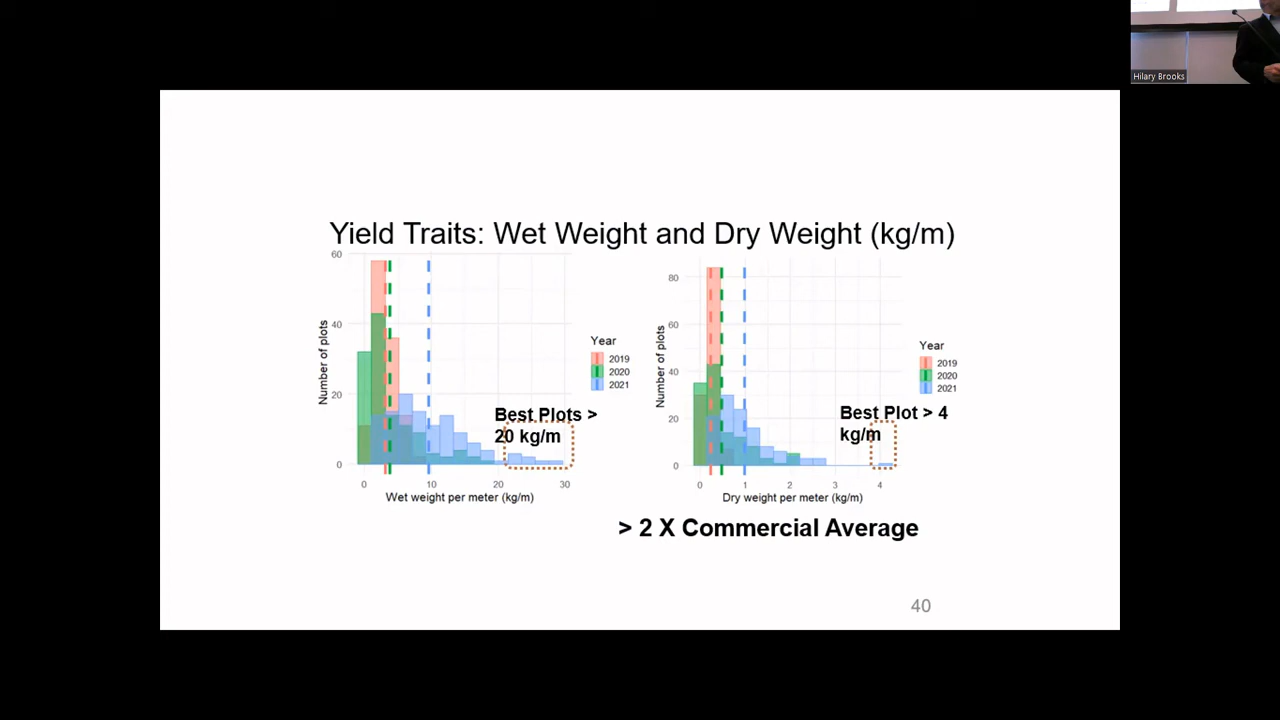 Hilary Brooks
Yield Traits: Wet Weight and Dry Weight (kg/m)
60
40
20
0
Number of plots
0
10
20
30
Wet weight per meter (kg/m)
Year
2019
2020
2021
Best Plots >
20 kg/m
80
60
40
20
0
Number of plots
0
1
2
3
4
Dry weight per meter (kg/m)
Year
2019
2020
2021
Best Plot > 4
kg/m
> 2 X Commercial Average
40